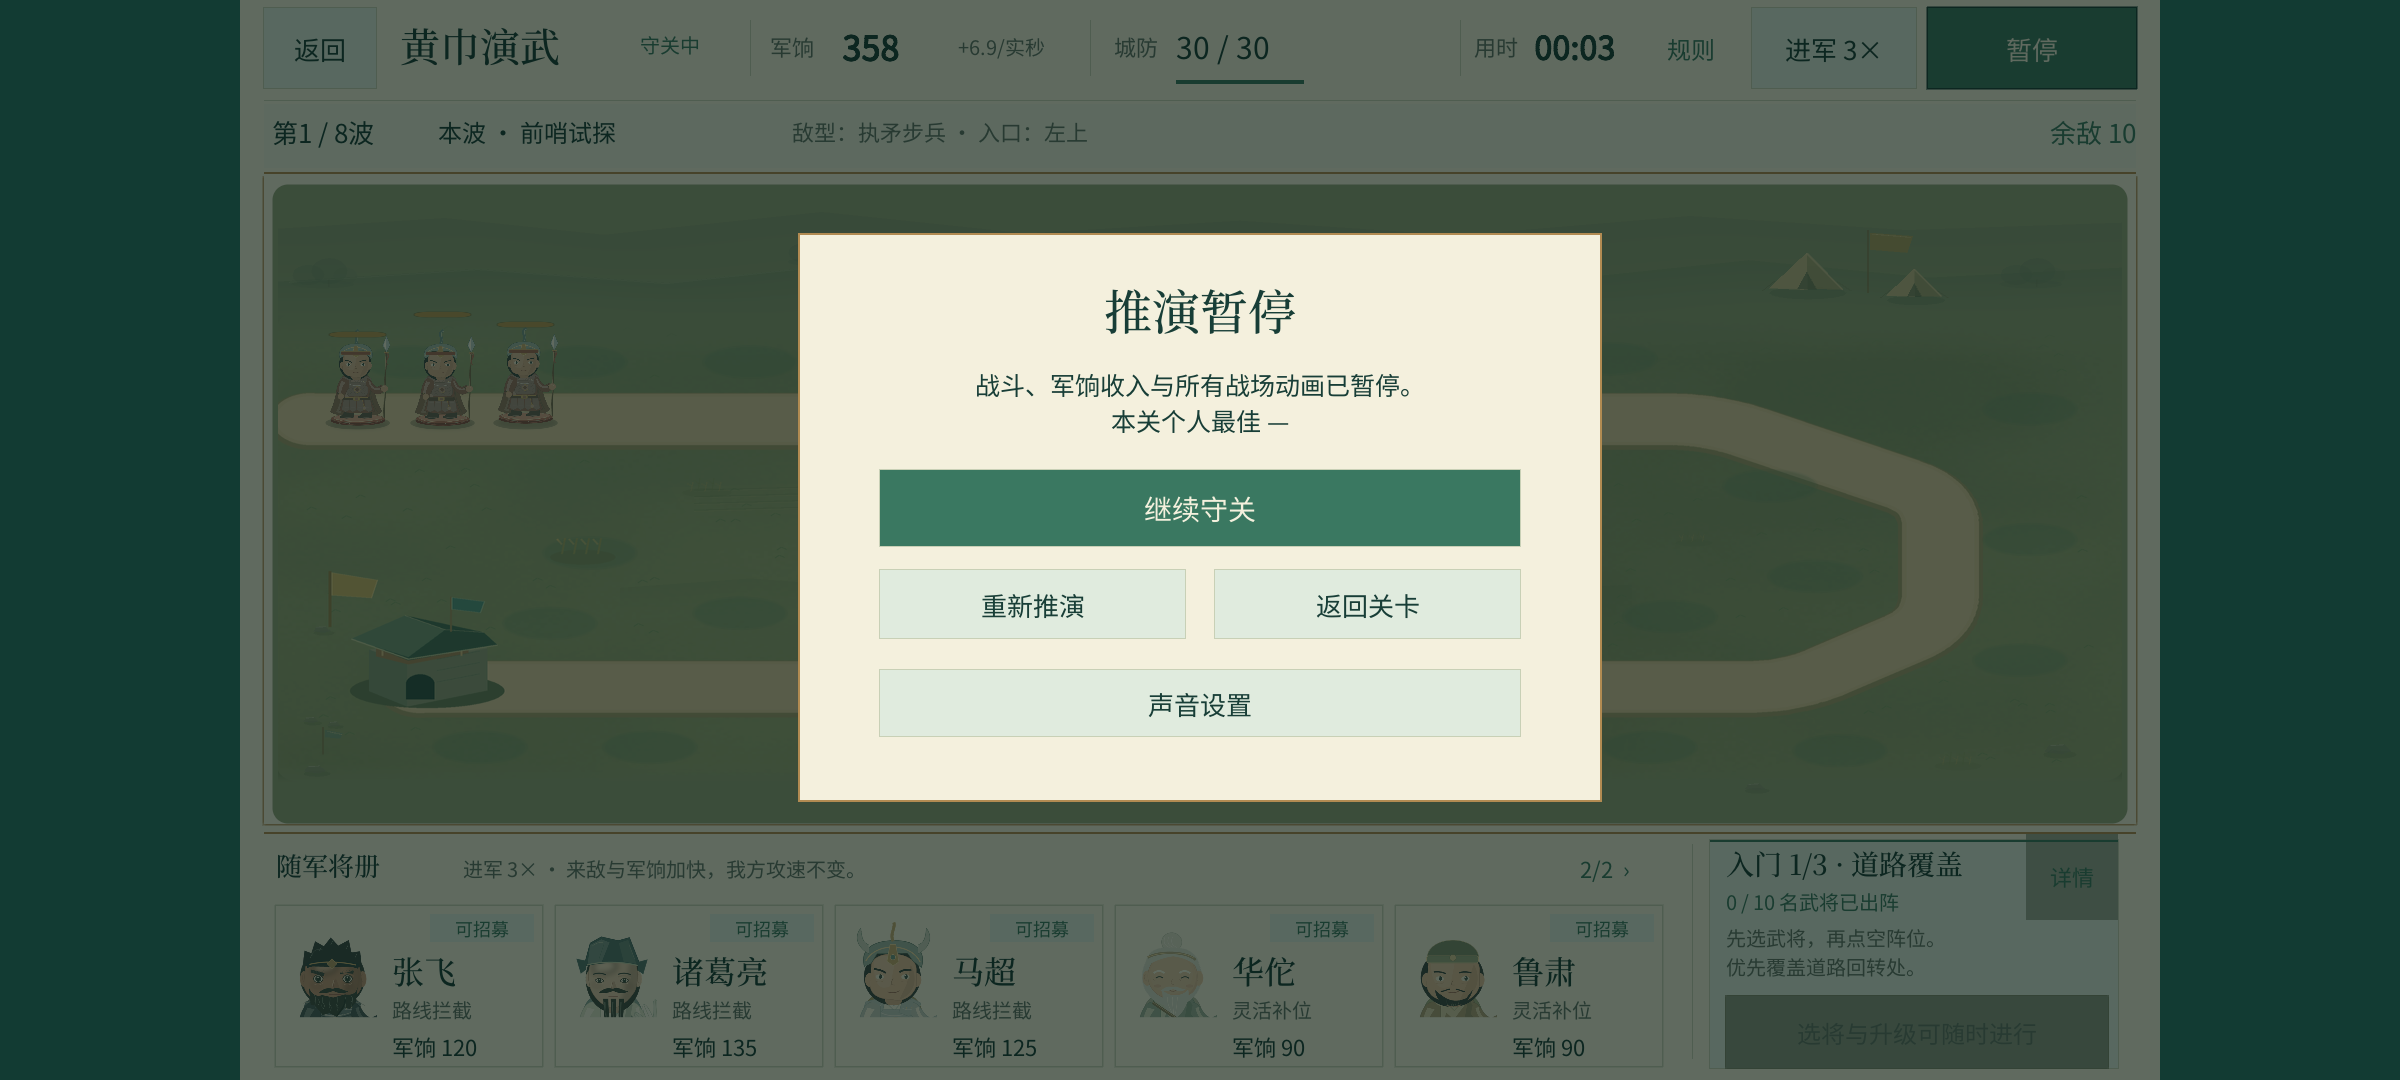 返回
黄巾演武
守关中
军饷 358 +6.9/实秒
城防 30 / 30
用时 00:03
规则
进军 3×
暂停
第1 / 8波
本波 · 前哨试探
敌型：执矛步兵 · 入口：左上
余敌 10
推演暂停
战斗、军饷收入与所有战场动画已暂停。
本关个人最佳 —
继续守关
重新推演
返回关卡
声音设置
随军将册
进军 3× · 来敌与军饷加快，我方攻速不变。
2/2 ›
可招募
张飞
路线拦截
军饷 120
可招募
诸葛亮
路线拦截
军饷 135
可招募
马超
路线拦截
军饷 125
可招募
华佗
灵活补位
军饷 90
可招募
鲁肃
灵活补位
军饷 90
入门 1/3 · 道路覆盖
详情
0 / 10 名武将已出阵
先选武将，再点空阵位。
优先覆盖道路回转处。
选将与升级可随时进行